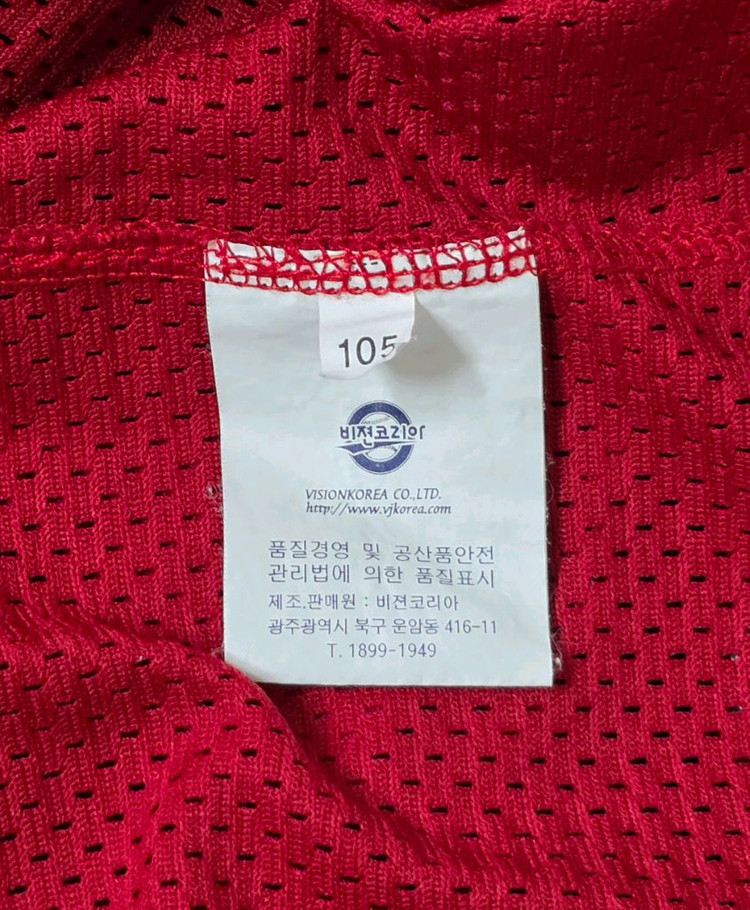 105
비젼코리아
VISIONKOREA CO.,LTD.
http://www.vjkorea.com
품질경영 및 공산품안전
관리법에 의한 품질표시
제조.판매원 : 비젼코리아
광주광역시 북구 운암동 416-11
T. 1899-1949